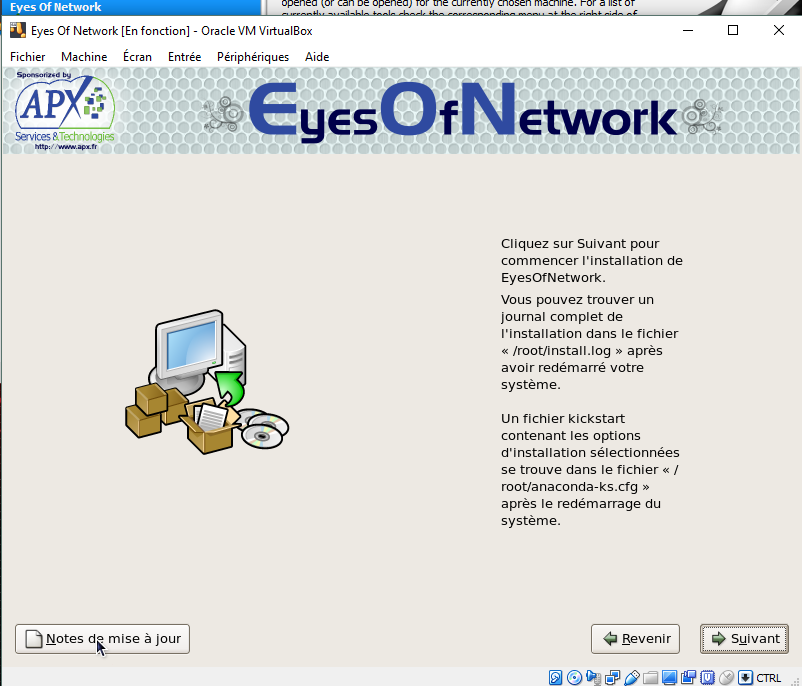 Eyes Of Network
opened (or can be opened) for the currently chosen machine. For a list of
currently available tools check the corresponding menu at the right side of
Eyes Of Network [En fonction] - Oracle VM VirtualBox
Fichier Machine Écran Entrée Périphériques Aide
Sponsorized by
APX
Services & Technologies
http://www.apx.fr
EyesOfNetwork
Cliquez sur Suivant pour
commencer l'installation de
EyesOfNetwork.
Vous pouvez trouver un
journal complet de
l'installation dans le fichier
« /root/install.log » après
avoir redémarré votre
système.
Un fichier kickstart
contenant les options
d'installation sélectionnées
se trouve dans le fichier « /
root/anaconda-ks.cfg »
après le redémarrage du
système.
Notes de mise à jour
Revenir
Suivant
CTRL